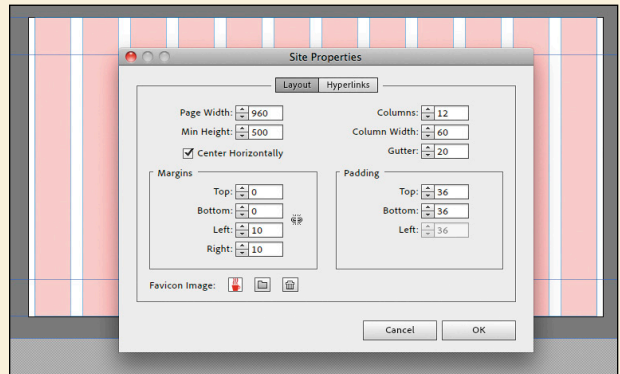 Site Properties
Layout Hyperlinks
Page Width: 960 Columns: 12
Min Height: 500 Column Width: 60
Center Horizontally Gutter: 20
Margins Padding
Top: 0 Top: 36
Bottom: 0 Bottom: 36
Left: 10 Left: 36
Right: 10
Favicon Image:
Cancel OK